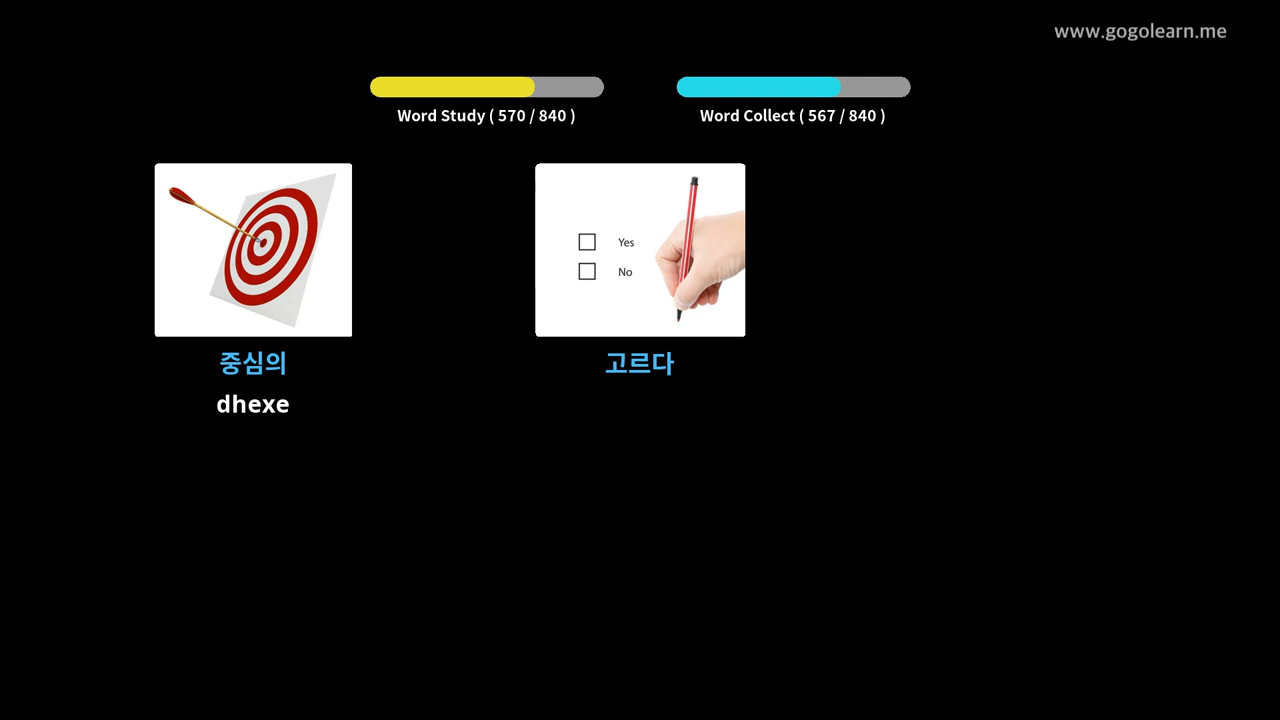 www.gogolearn.me
Word Study ( 570 / 840 )
Word Collect ( 567 / 840 )
Yes
No
중심의
dhexe
고르다